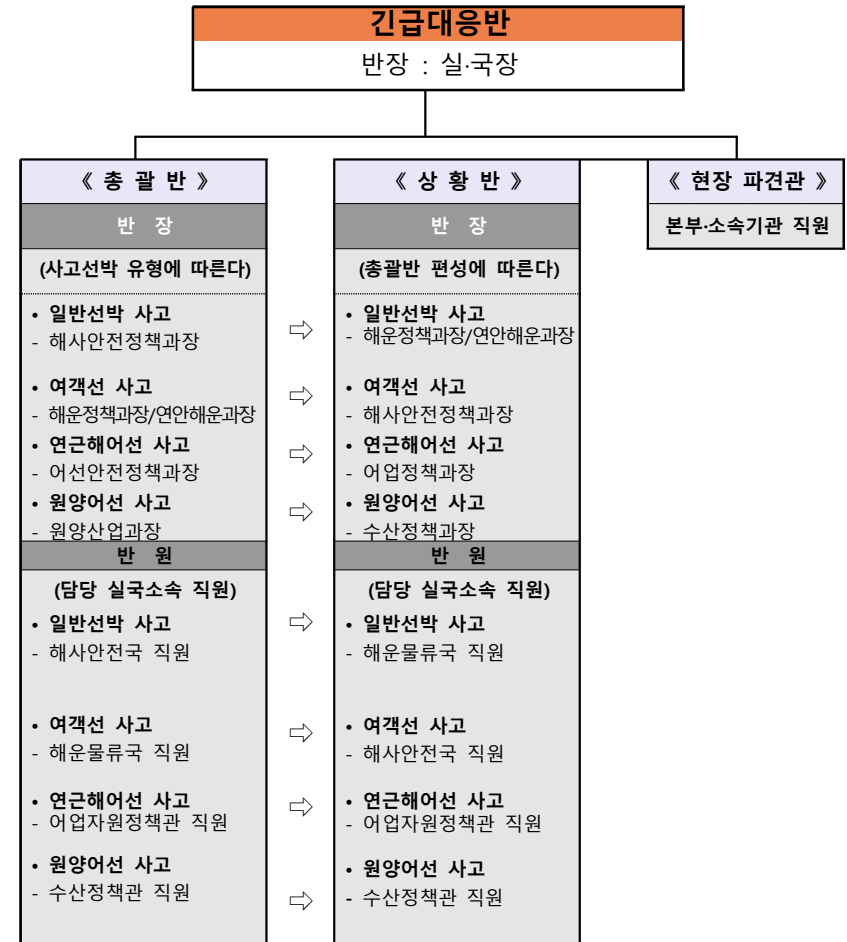 긴급대응반
반장 : 실·국장
《 총 괄 반 》
반 장
(사고선박 유형에 따른다)
• 일반선박 사고
- 해사안전정책과장
• 여객선 사고
- 해운정책과장/연안해운과장
• 연근해어선 사고
- 어선안전정책과장
• 원양어선 사고
- 원양산업과장
반 원
(담당 실국소속 직원)
• 일반선박 사고
- 해사안전국 직원
• 여객선 사고
- 해운물류국 직원
• 연근해어선 사고
- 어업자원정책관 직원
• 원양어선 사고
- 수산정책관 직원
⇨
⇨
⇨
⇨
⇨
⇨
⇨
⇨
《 상 황 반 》
반 장
(총괄반 편성에 따른다)
• 일반선박 사고
- 해운정책과장/연안해운과장
• 여객선 사고
- 해사안전정책과장
• 연근해어선 사고
- 어업정책과장
• 원양어선 사고
- 수산정책과장
반 원
(담당 실국소속 직원)
• 일반선박 사고
- 해운물류국 직원
• 여객선 사고
- 해사안전국 직원
• 연근해어선 사고
- 어업자원정책관 직원
• 원양어선 사고
- 수산정책관 직원
《 현장 파견관 》
본부·소속기관 직원